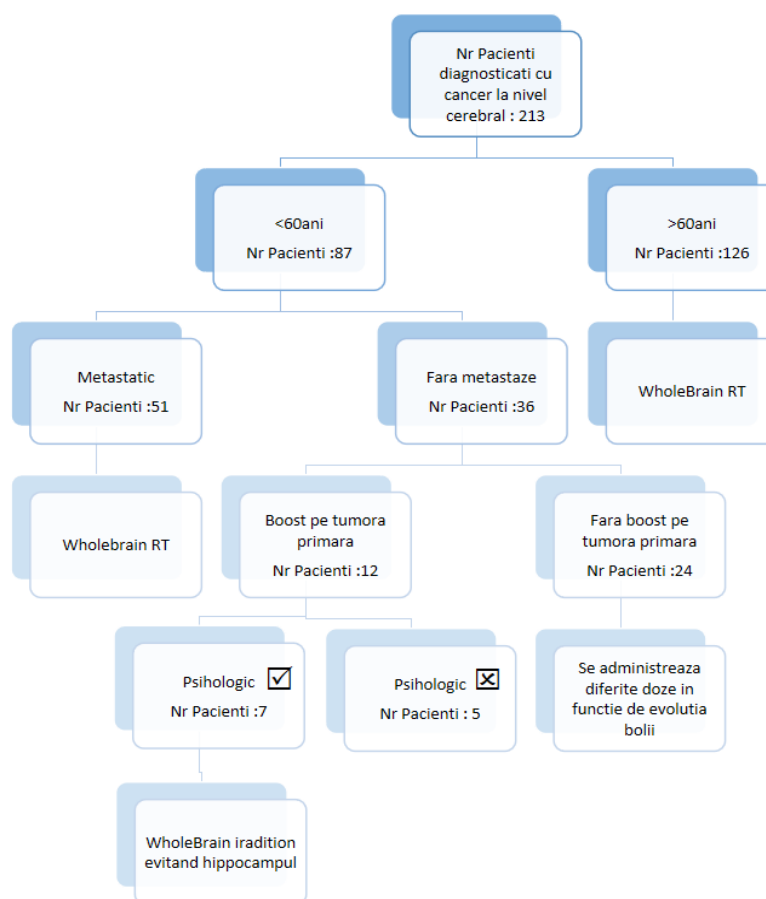 Nr Pacienti
diagnosticati cu
cancer la nivel
cerebral : 213
<60ani
Nr Pacienti :87
>60ani
Nr Pacienti :126
Metastatic
Nr Pacienti :51
Fara metastaze
Nr Pacienti :36
WholeBrain RT
Wholebrain RT
Boost pe tumora
primara
Nr Pacienti :12
Fara boost pe
tumora primara
Nr Pacienti :24
Psihologic ☑
Nr Pacienti :7
Psihologic ☒
Nr Pacienti : 5
Se administreaza
diferite doze in
functie de evolutia
bolii
WholeBrain iradition
evitand hippocampul